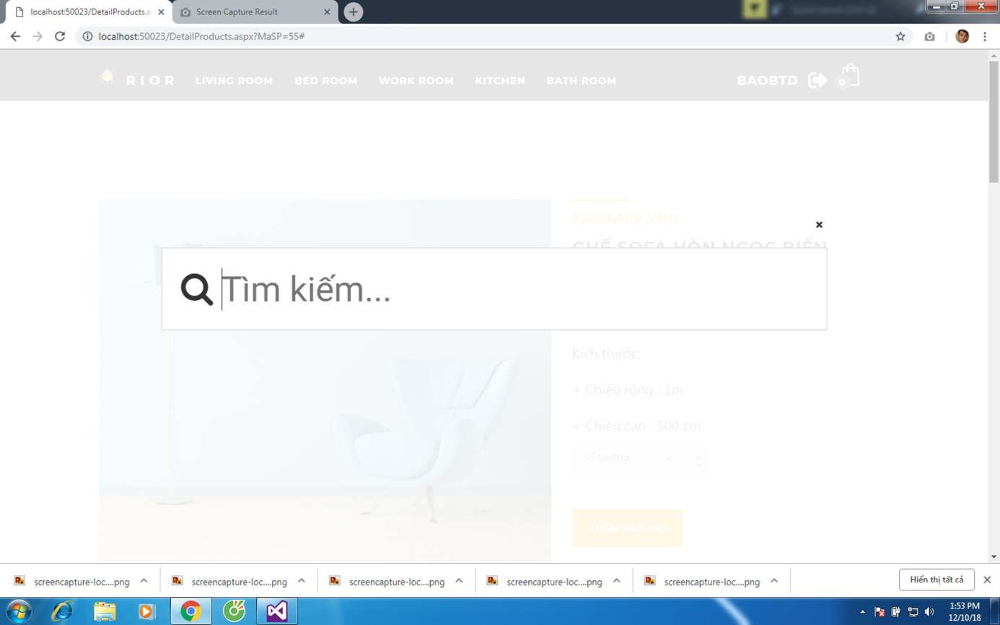 localhost:50023/DetailProducts.a
Screen Capture Result
localhost:50023/DetailProducts.aspx?MaSP=55#
RIOR
LIVING ROOM
BED ROOM
WORK ROOM
KITCHEN
BATH ROOM
BAOBTD
0
2,000,000 VNĐ
GHẾ SOFA HÒN NGỌC BIỂN
Tìm kiếm...
Kích thước:
+ Chiều rộng : 1m
+ Chiều cao : 500 cm
Số Lượng
1
THÊM VÀO GIỎ
screencapture-loc....png
screencapture-loc....png
screencapture-loc....png
screencapture-loc....png
screencapture-loc....png
Hiển thị tất cả
1:53 PM
12/10/18